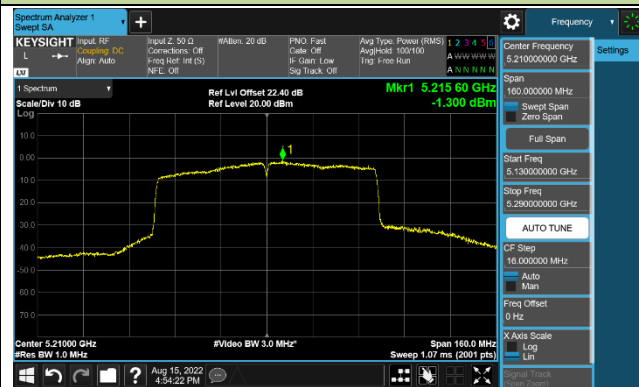 Spectrum Analyzer 1
Swept SA
Frequency
KEYSIGHT
L
LXI
Input: RF
Coupling: DC
Align: Auto
Input Z: 50 Ω
Corrections: Off
Freq Ref: Int (S)
NFE: Off
#Atten: 20 dB
PNO: Fast
Gate: Off
IF Gain: Low
Sig Track: Off
Avg Type: Power (RMS)
Avg|Hold: 100/100
Trig: Free Run
1 2 3 4 5 6
A W W W W W
A N N N N N
1 Spectrum
Scale/Div 10 dB
Log
Ref Lvl Offset 22.40 dB
Ref Level 20.00 dBm
Mkr1 5.215 60 GHz
-1.300 dBm
1
10.0
0.00
10.0
20.0
30.0
40.0
50.0
60.0
70.0
Center 5.21000 GHz
#Res BW 1.0 MHz
#Video BW 3.0 MHz*
Span 160.0 MHz
Sweep 1.07 ms (2001 pts)
Center Frequency
5.210000000 GHz
Settings
Span
160.000000 MHz
Swept Span
Zero Span
Full Span
Start Freq
5.130000000 GHz
Stop Freq
5.290000000 GHz
AUTO TUNE
CF Step
16.000000 MHz
Auto
Man
Freq Offset
0 Hz
X Axis Scale
Log
Lin
Signal Track
(Span Zoom)
Aug 15, 2022
4:54:22 PM